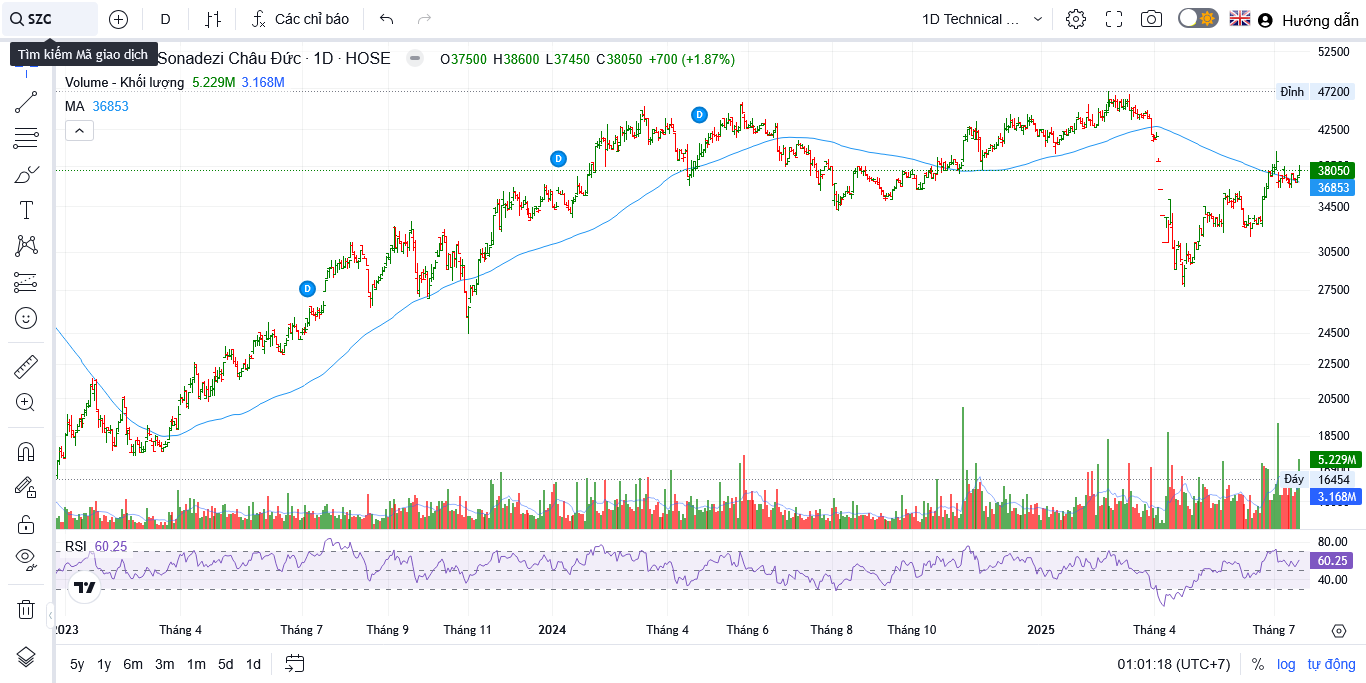 SZC D Các chỉ báo 1D Technical ... Hướng dẫn
Tìm kiếm Mã giao dịch
Sonadezi Châu Đức · 1D · HOSE O37500 H38600 L37450 C38050 +700 (+1.87%)
Volume - Khối lượng 5.229M 3.168M
MA 36853
52500
Đỉnh 47200
42500
38050
36853
34500
30500
27500
24500
22500
20500
18500
5.229M
Đáy 16454
3.168M
D
D
D
RSI 60.25
80.00
60.25
40.00
2023 Tháng 4 Tháng 7 Tháng 9 Tháng 11 2024 Tháng 4 Tháng 6 Tháng 8 Tháng 10 2025 Tháng 4 Tháng 7
5y 1y 6m 3m 1m 5d 1d 01:01:18 (UTC+7) % log tự động